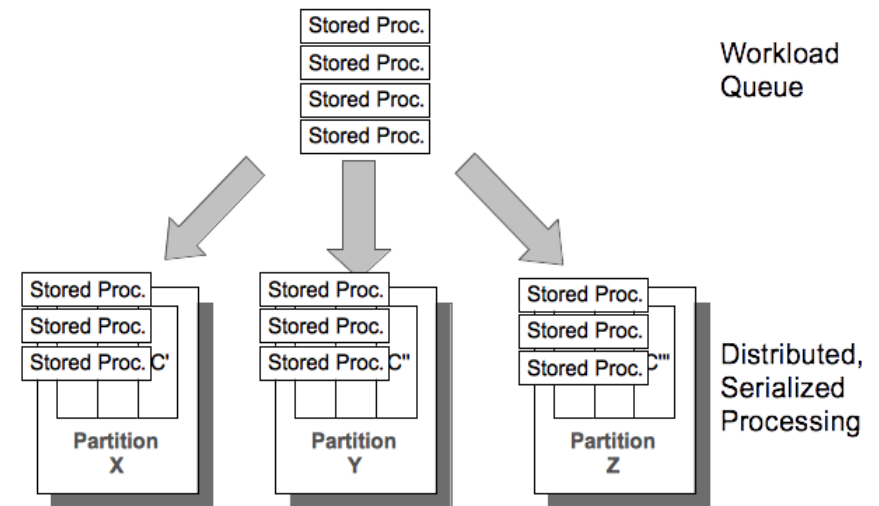 Stored Proc.
Stored Proc.
Stored Proc.
Stored Proc.
Workload
Queue
Stored Proc.
Stored Proc.
Stored Proc. C'
Partition
X
Stored Proc.
Stored Proc.
Stored Proc. C"
Partition
Y
Stored Proc.
Stored Proc.
Stored Proc. C'"
Partition
Z
Distributed,
Serialized
Processing